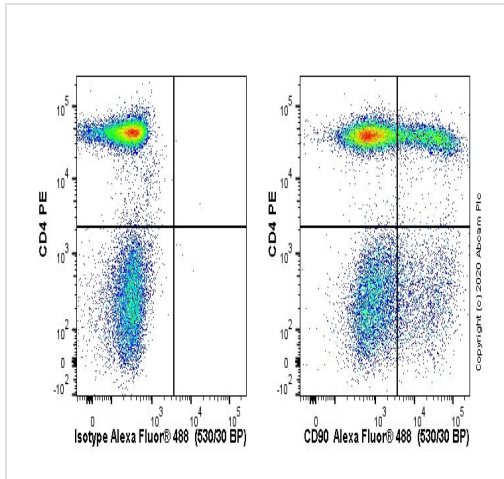 CD4 PE
10^5
10^4
10^3
10^2
0
-10^2
0 10^3 10^4 10^5
Isotype Alexa Fluor® 488 (530/30 BP)
CD4 PE
10^5
10^4
10^3
10^2
0
-10^2
0 10^3 10^4 10^5
CD90 Alexa Fluor® 488 (530/30 BP)
Copyright (c) 2020 Abcam Plc